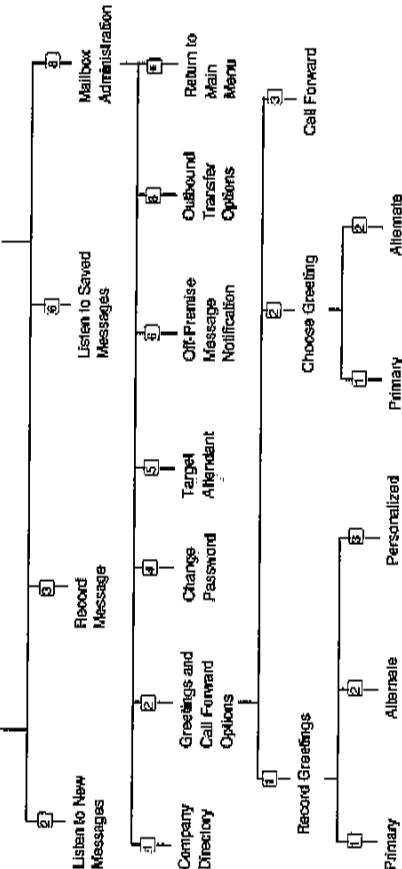 2
3
6
8
Listen to New
Messages
Record
Message
Listen to Saved
Messages
Mailbox
Administration
1
2
4
5
6
8
*
Company
Directory
Greetings and
Call Forward
Options
Change
Password
Target
Attendant
Off-Premise
Message
Notification
Outbound
Transfer
Options
Return to
Main
Menu
1
2
3
Record Greetings
Choose Greeting
Call Forward
1
2
3
1
2
Primary
Alternate
Personalized
Primary
Alternate